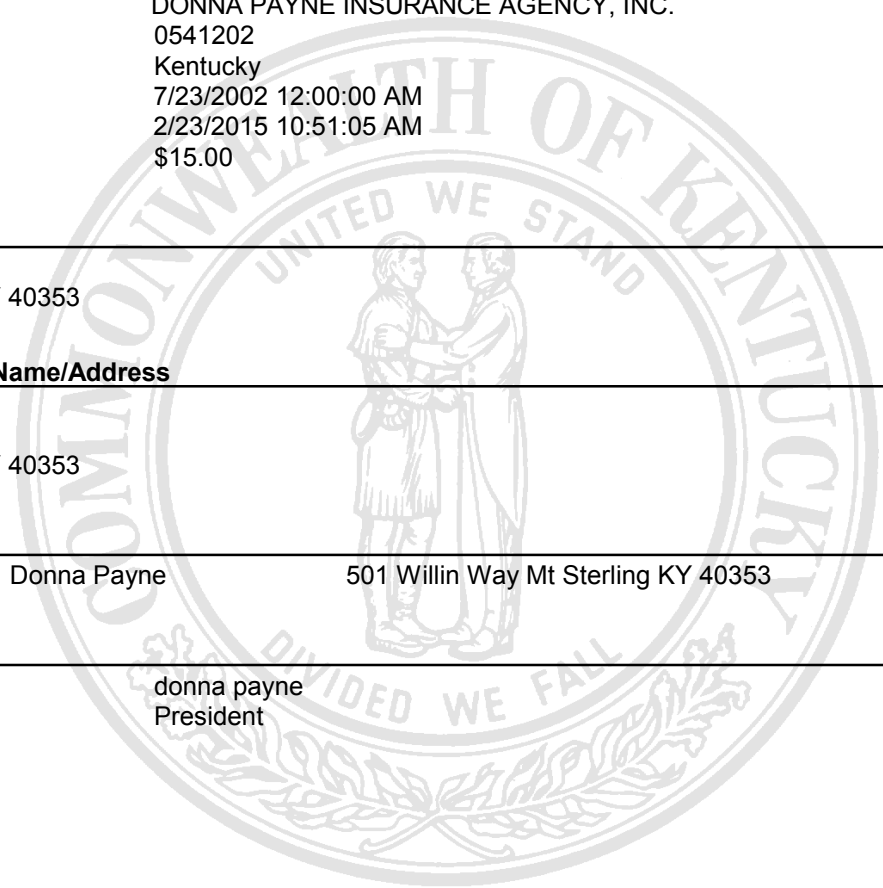 DONNA PAYNE INSURANCE AGENCY, INC.
0541202
Kentucky
7/23/2002 12:00:00 AM
2/23/2015 10:51:05 AM
$15.00
COMMONWEALTH OF KENTUCKY
UNITED WE STAND
40353
Name/Address
40353
Donna Payne 501 Willin Way Mt Sterling KY 40353
donna payne
President
DIVIDED WE FALL